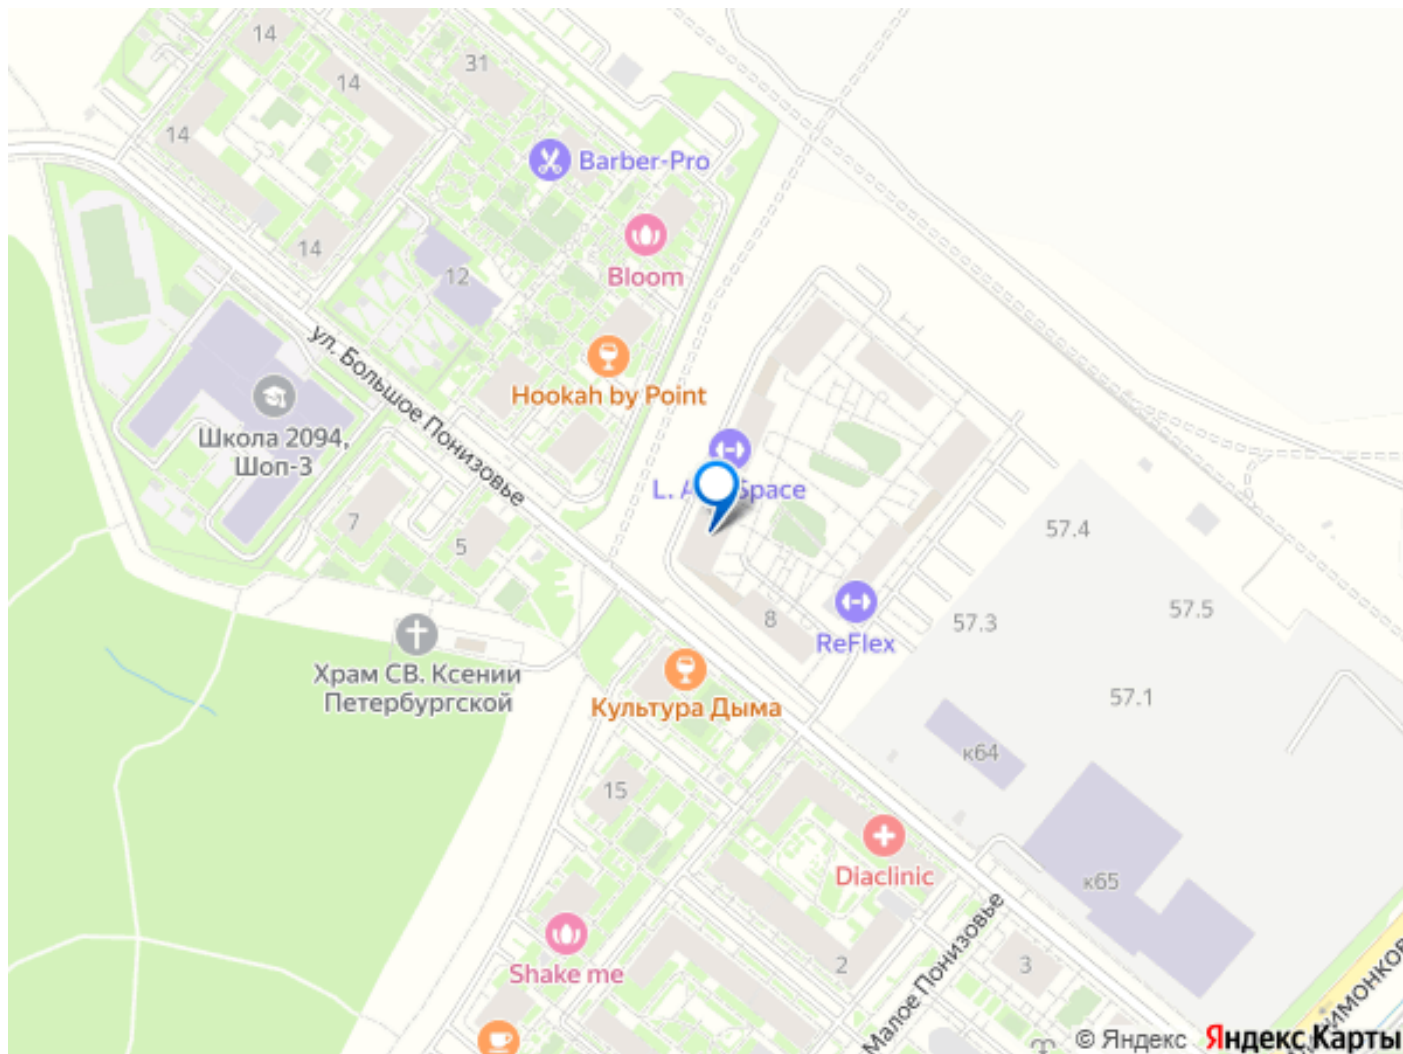 14
31
14
14
Barber-Pro
14
12
Bloom
ул. Большое Понизовье
Hookah by Point
Школа 2094,
Шоп-3
L. A
Space
7
5
57.4
57.5
57.3
8
ReFlex
Храм СВ. Ксении
Петербургской
Культура Дыма
57.1
к64
15
Diaclinic
к65
Малое Понизовье
Shake me
2
3
© Яндекс
Яндекс Карты